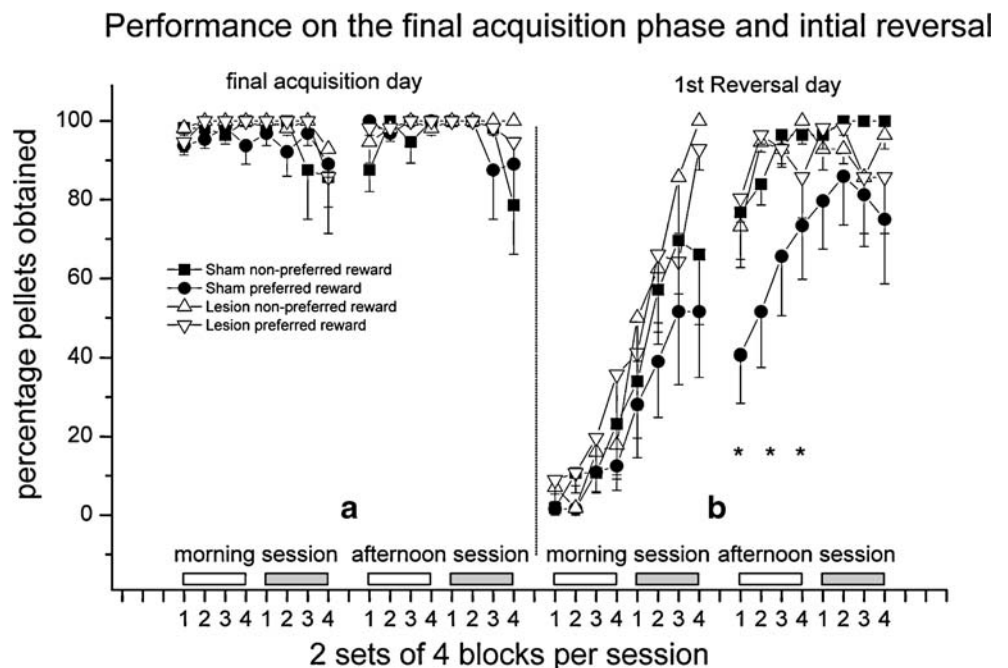 Performance on the final acquisition phase and intial reversal
final acquisition day
1st Reversal day
percentage pellets obtained
100
80
60
40
20
0
Sham non-preferred reward
Sham preferred reward
Lesion non-preferred reward
Lesion preferred reward
* * *
a
b
morning session afternoon session morning session afternoon session
1 2 3 4 1 2 3 4 1 2 3 4 1 2 3 4 1 2 3 4 1 2 3 4 1 2 3 4 1 2 3 4
2 sets of 4 blocks per session